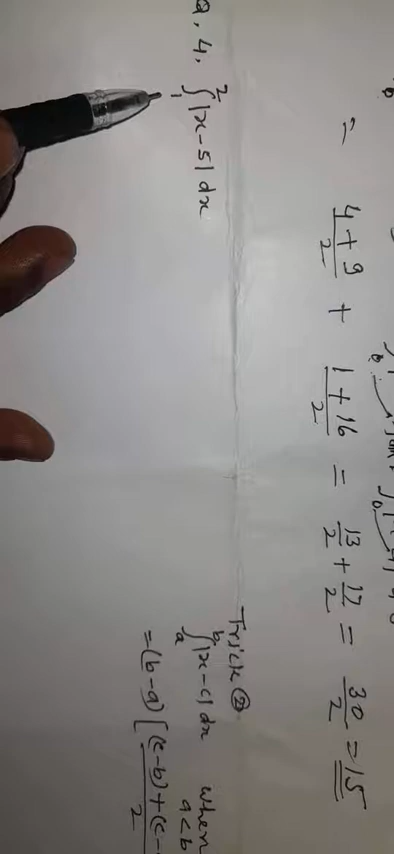 = 4+9/2 + 1+16/2 = 13/2 + 17/2 = 30/2 = 15
Trick ②
Q. 4. ∫₁² |x-5| dx
∫ₐᵇ |x-c| dx when
a<b
=(b-a) [(c-b)+(c-
2